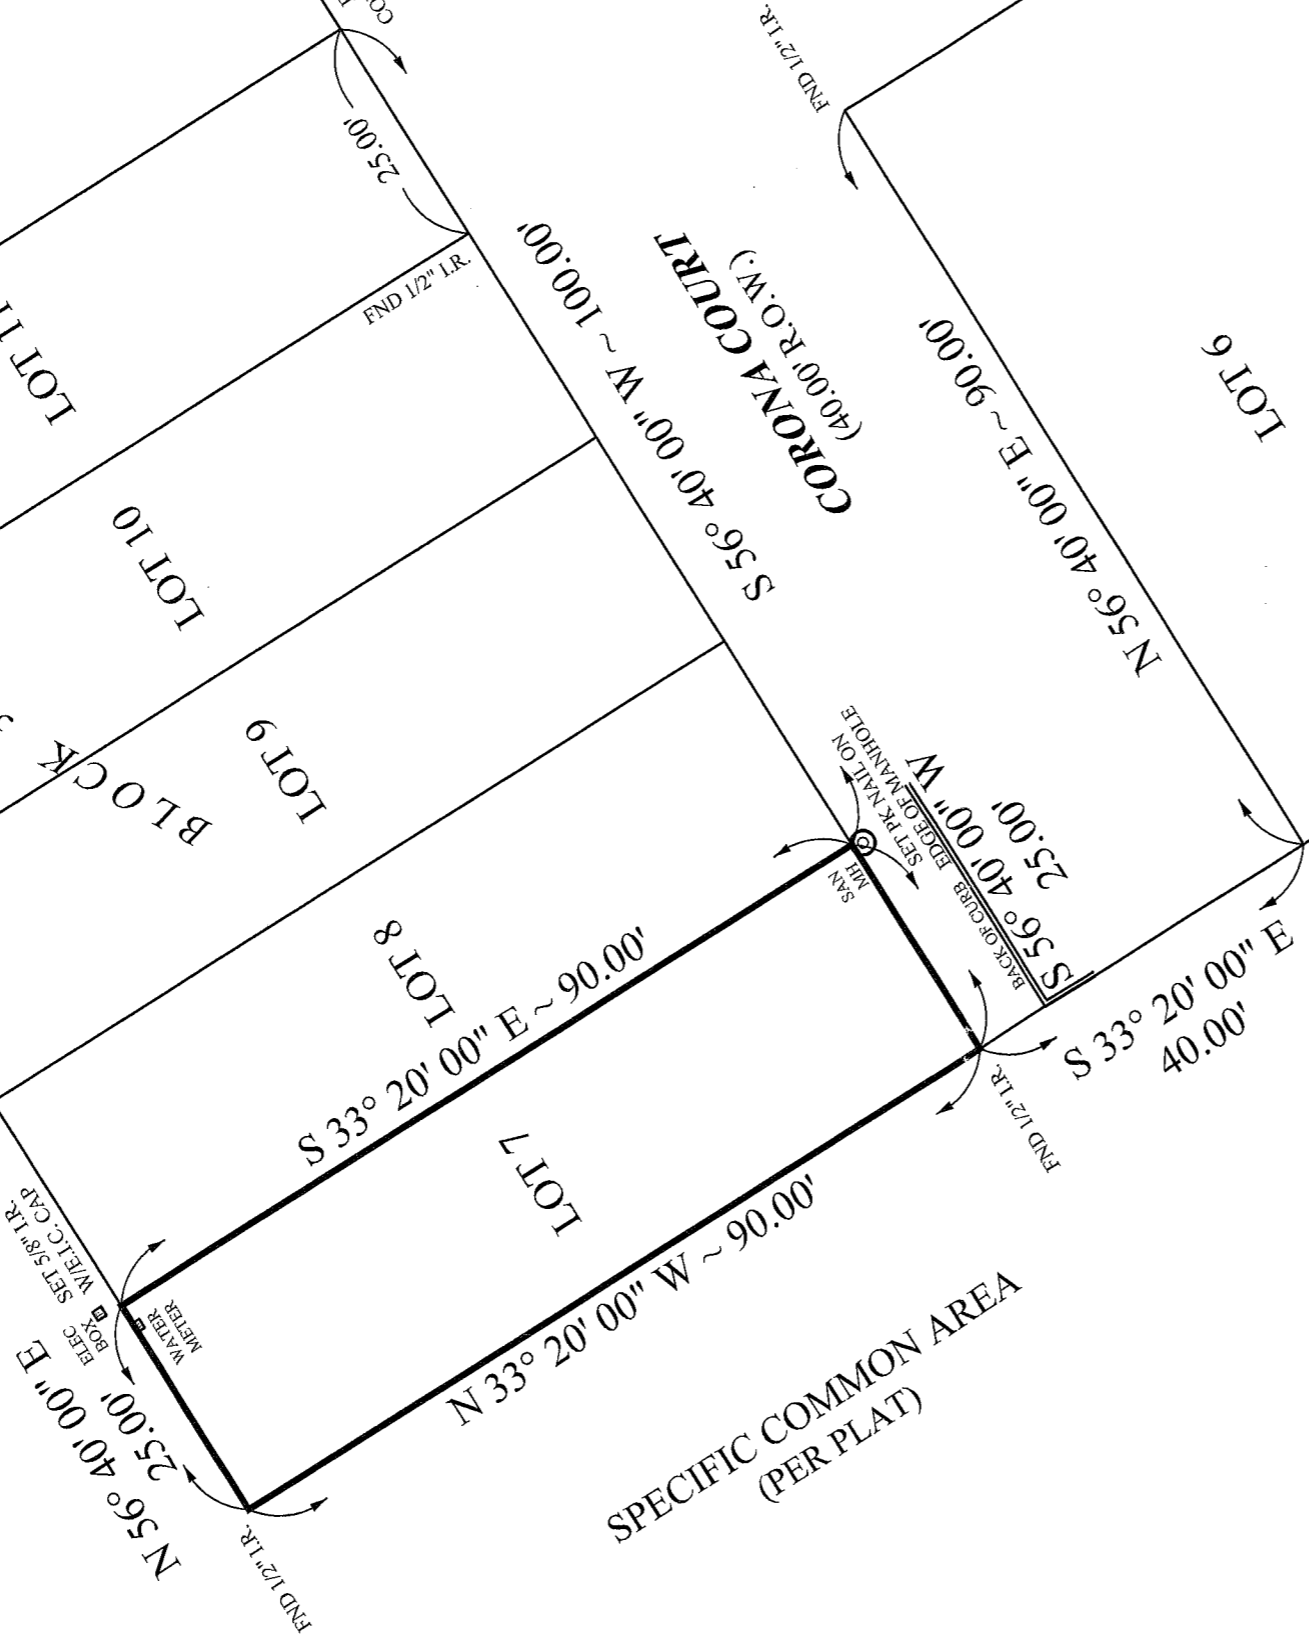 CO
FND 1/2" I.R.
25.00'
FND 1/2" I.R.
S 56° 40' 00" W ~ 100.00'
CORONA COURT
(40.00' R.O.W.)
N 56° 40' 00" E ~ 90.00'
LOT 6
LOT 11
LOT 10
LOT 9
BLOCK
LOT 8
S 33° 20' 00" E ~ 90.00'
SET PK NAIL ON
EDGE OF MANHOLE
SAN
MH
BACK OF CURB
S 56° 40' 00" W
25.00'
S 33° 20' 00" E
40.00'
FND 1/2" I.R.
LOT 7
N 33° 20' 00" W ~ 90.00'
SET 5/8" I.R.
W/E.I.C. CAP
ELEC
BOX
WATER
METER
N 56° 40' 00" E
25.00'
FND 1/2" I.R.
SPECIFIC COMMON AREA
(PER PLAT)